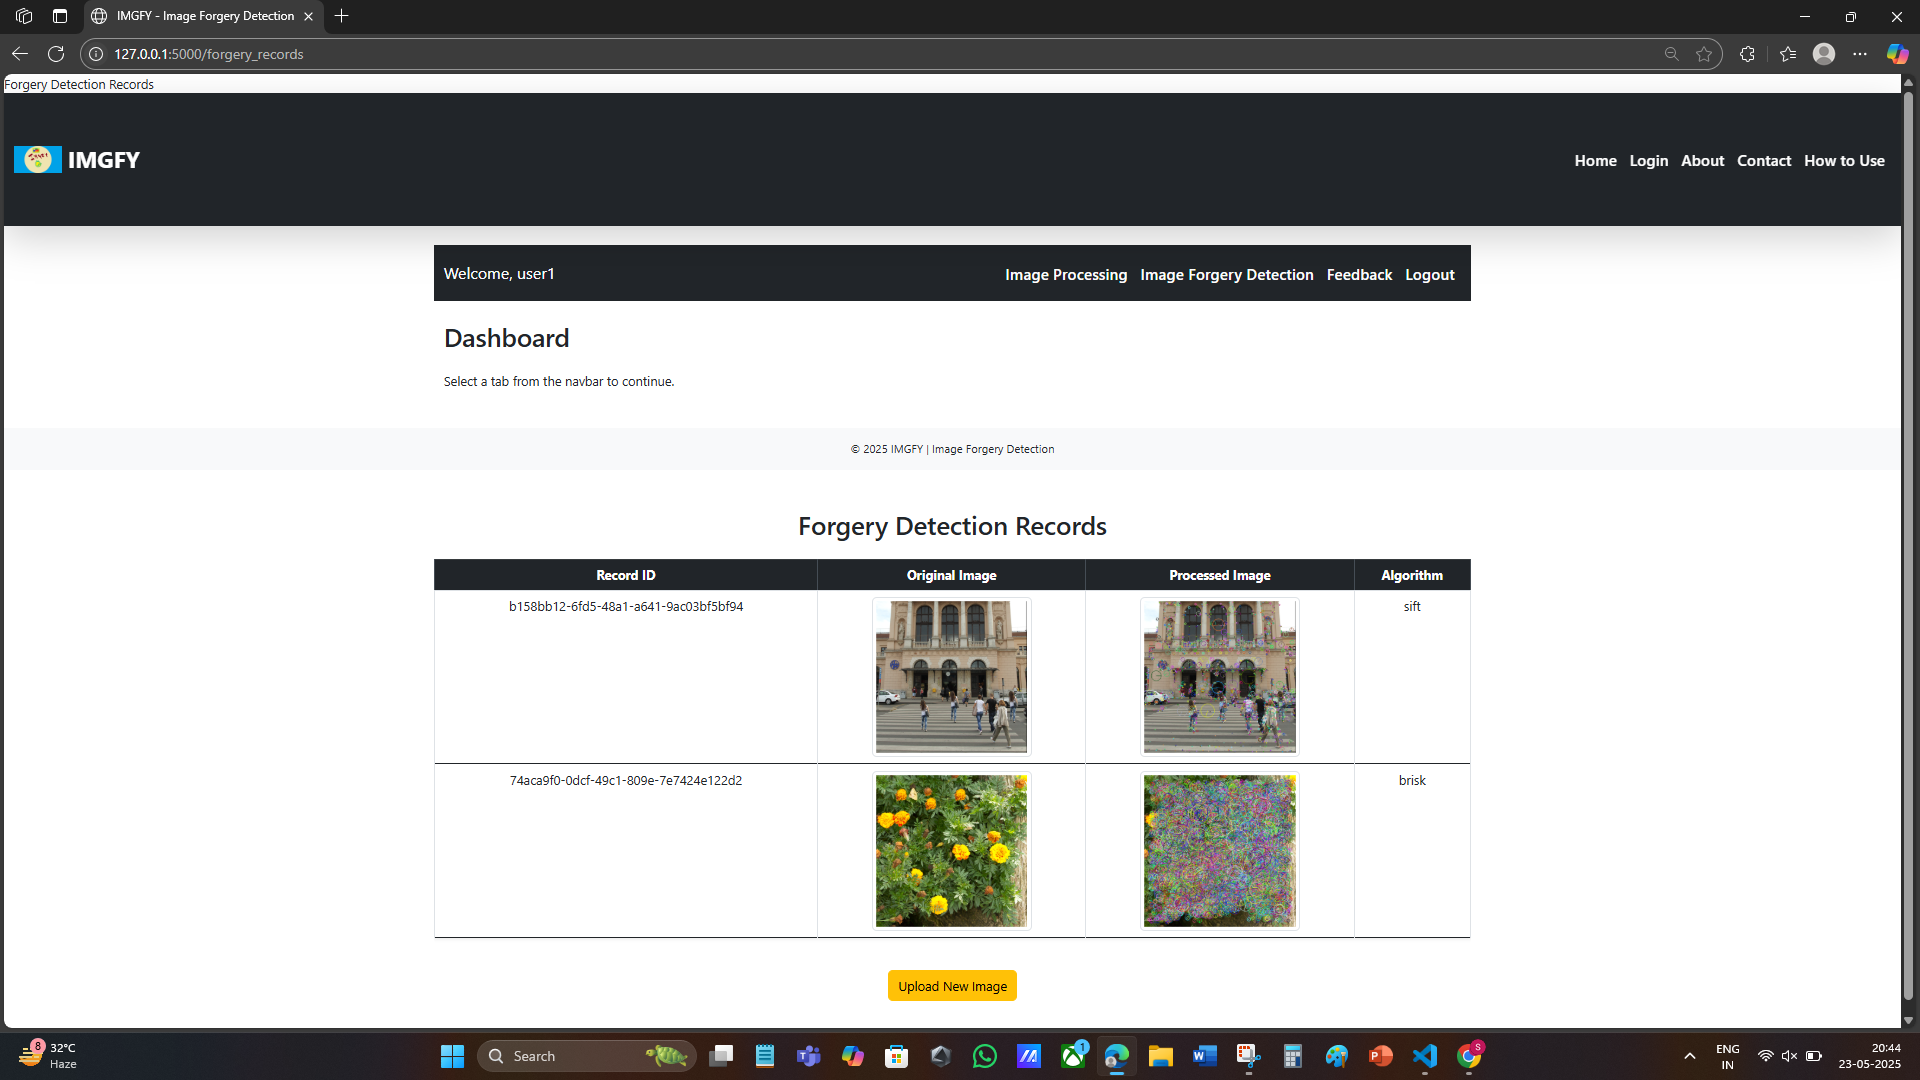 IMGFY - Image Forgery Detection
127.0.0.1:5000/forgery_records
Forgery Detection Records
IMGFY
Home Login About Contact How to Use
Welcome, user1
Image Processing Image Forgery Detection Feedback Logout
Dashboard
Select a tab from the navbar to continue.
© 2025 IMGFY | Image Forgery Detection
Forgery Detection Records
Record ID Original Image Processed Image Algorithm
b158bb12-6fd5-48a1-a641-9ac03bf5bf94 sift
74aca9f0-0dcf-49c1-809e-7e7424e122d2 brisk
Upload New Image
8 32°C
Haze
Search
1
S
ENG
IN
20:44
23-05-2025